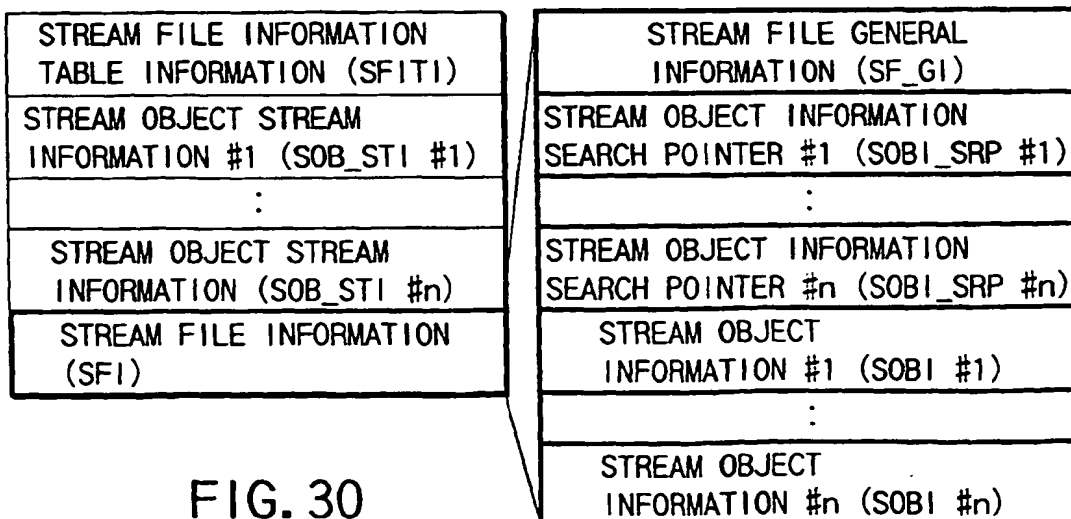 STREAM FILE INFORMATION
TABLE INFORMATION (SFITI)
STREAM OBJECT STREAM
INFORMATION #1 (SOB_STI #1)
:
STREAM OBJECT STREAM
INFORMATION (SOB_STI #n)
STREAM FILE INFORMATION
(SFI)
STREAM FILE GENERAL
INFORMATION (SF_GI)
STREAM OBJECT INFORMATION
SEARCH POINTER #1 (SOBI_SRP #1)
:
STREAM OBJECT INFORMATION
SEARCH POINTER #n (SOBI_SRP #n)
STREAM OBJECT
INFORMATION #1 (SOBI #1)
:
STREAM OBJECT
INFORMATION #n (SOBI #n)
FIG. 30